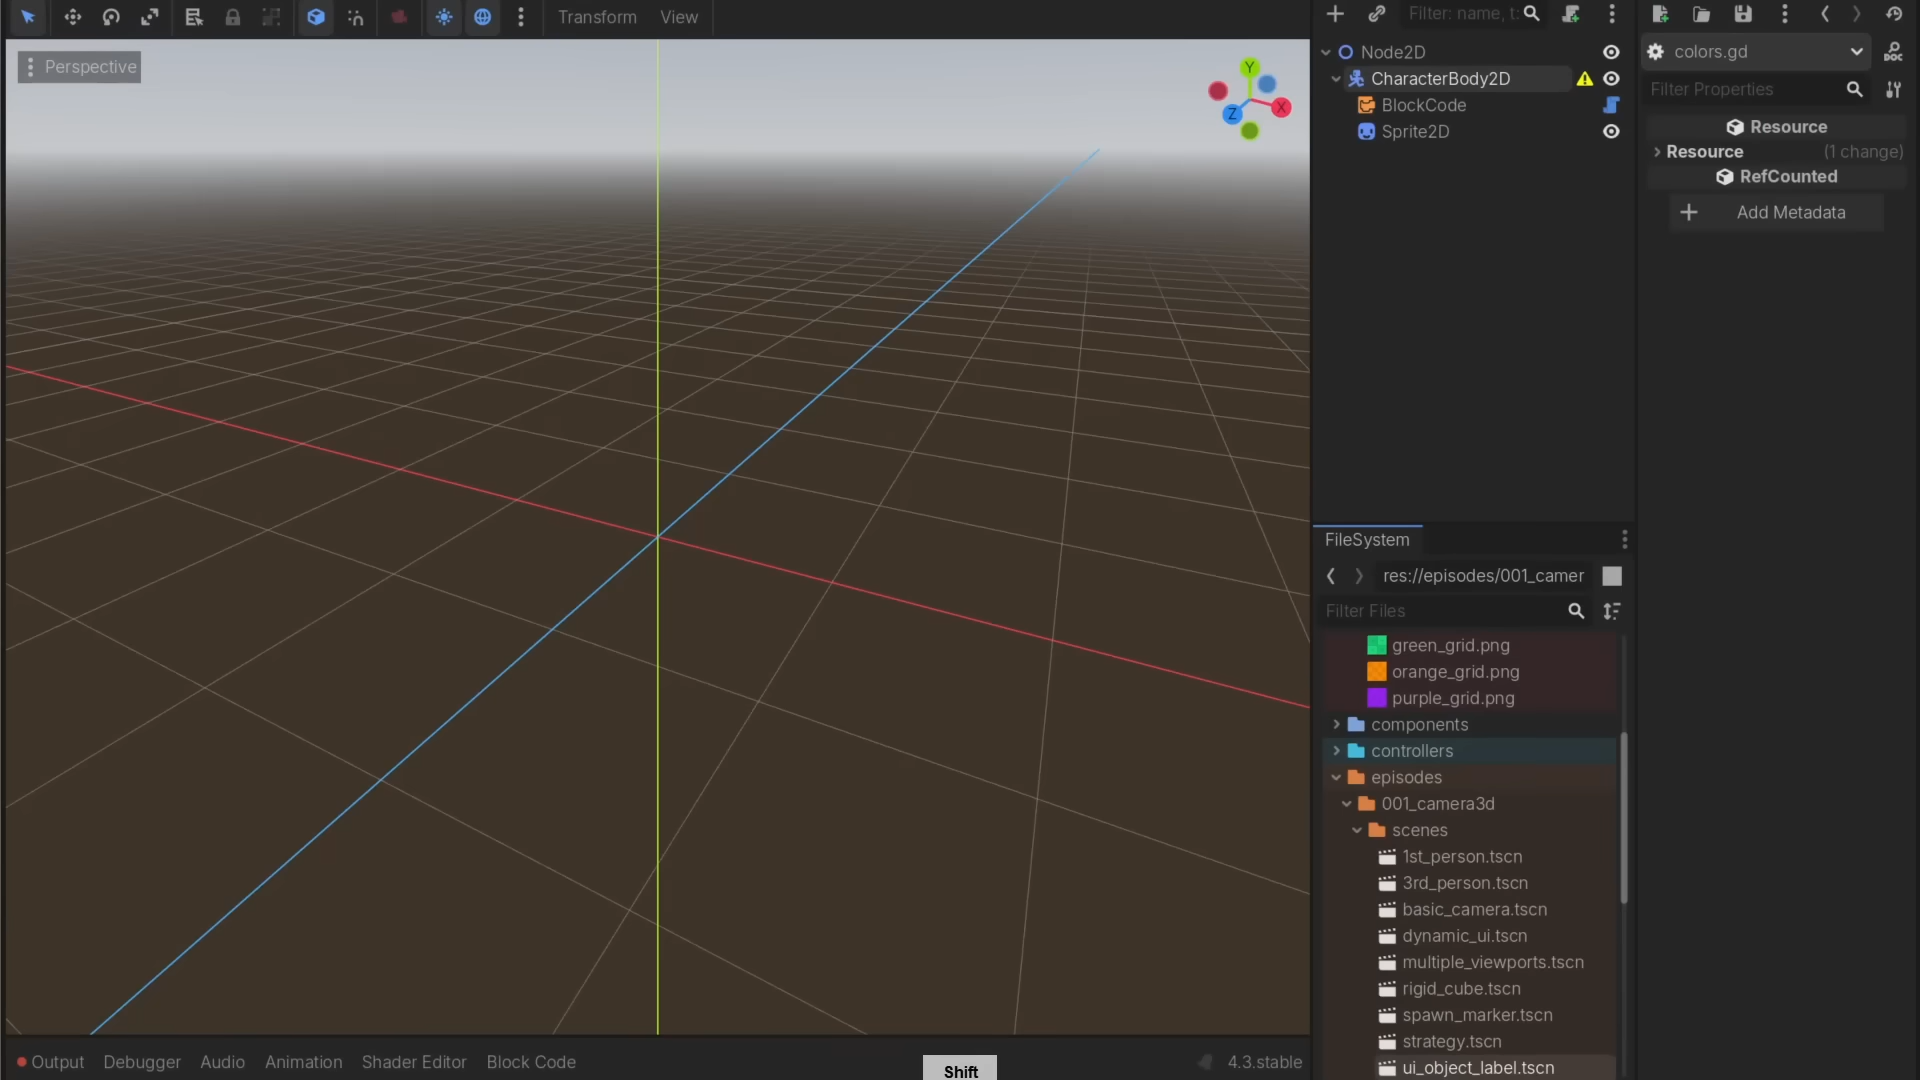 Transform View
Perspective
Y
X
Z
Filter: name, t:
Node2D
CharacterBody2D
BlockCode
Sprite2D
FileSystem
res://episodes/001_camer
Filter Files
green_grid.png
orange_grid.png
purple_grid.png
components
controllers
episodes
001_camera3d
scenes
1st_person.tscn
3rd_person.tscn
basic_camera.tscn
dynamic_ui.tscn
multiple_viewports.tscn
rigid_cube.tscn
spawn_marker.tscn
strategy.tscn
ui_object_label.tscn
colors.gd
DOC
Filter Properties
Resource
Resource (1 change)
RefCounted
Add Metadata
Output Debugger Audio Animation Shader Editor Block Code
4.3.stable
Shift